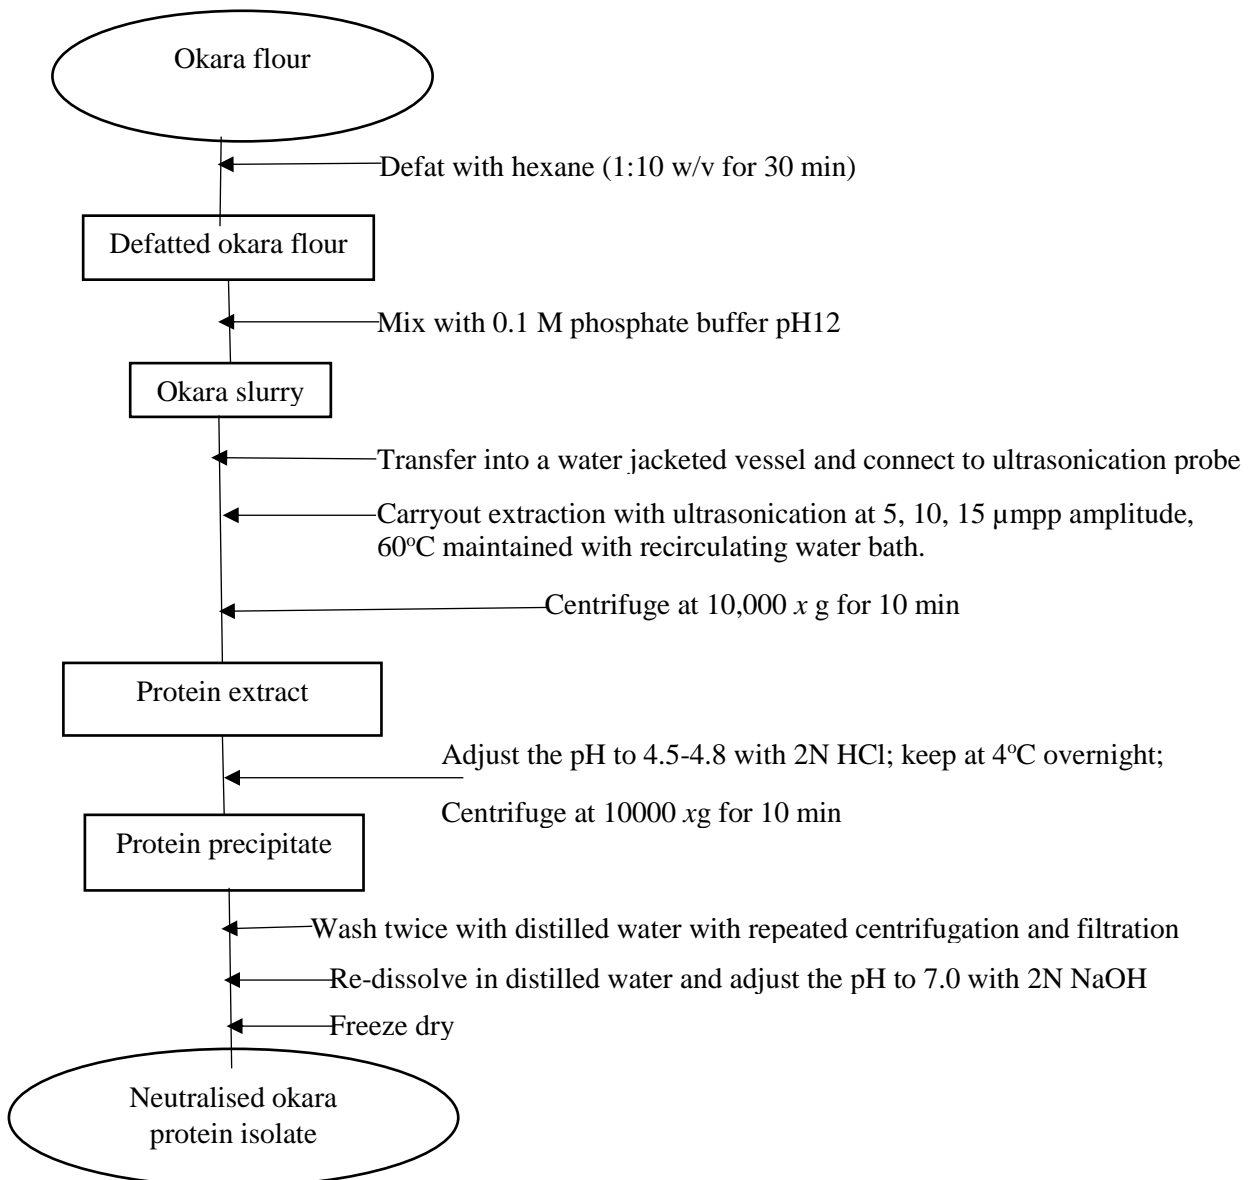 Okara flour
Defat with hexane (1:10 w/v for 30 min)
Defatted okara flour
Mix with 0.1 M phosphate buffer pH12
Okara slurry
Transfer into a water jacketed vessel and connect to ultrasonication probe
Carryout extraction with ultrasonication at 5, 10, 15 µmpp amplitude,
60°C maintained with recirculating water bath.
Centrifuge at 10,000 x g for 10 min
Protein extract
Adjust the pH to 4.5-4.8 with 2N HCl; keep at 4°C overnight;
Centrifuge at 10000 xg for 10 min
Protein precipitate
Wash twice with distilled water with repeated centrifugation and filtration
Re-dissolve in distilled water and adjust the pH to 7.0 with 2N NaOH
Freeze dry
Neutralised okara
protein isolate